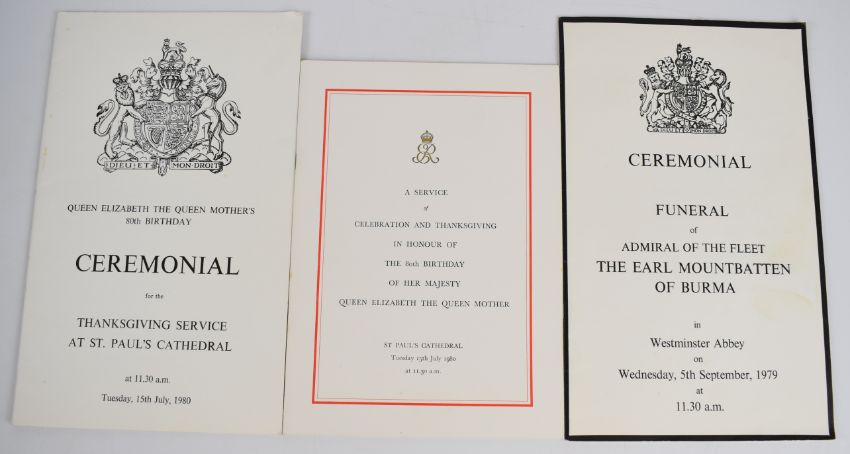 DIEU ET MON DROIT
QUEEN ELIZABETH THE QUEEN MOTHER'S
80th BIRTHDAY
CEREMONIAL
for the
THANKSGIVING SERVICE
AT ST. PAUL'S CATHEDRAL
at 11.30 a.m.
Tuesday, 15th July, 1980
A SERVICE
of
CELEBRATION AND THANKSGIVING
IN HONOUR OF
THE 80th BIRTHDAY
OF HER MAJESTY
QUEEN ELIZABETH THE QUEEN MOTHER
ST PAUL'S CATHEDRAL
Tuesday 15th July 1980
at 11.30 a.m.
DIEU ET MON DROIT
CEREMONIAL
FUNERAL
of
ADMIRAL OF THE FLEET
THE EARL MOUNTBATTEN
OF BURMA
in
Westminster Abbey
on
Wednesday, 5th September, 1979
at
11.30 a.m.